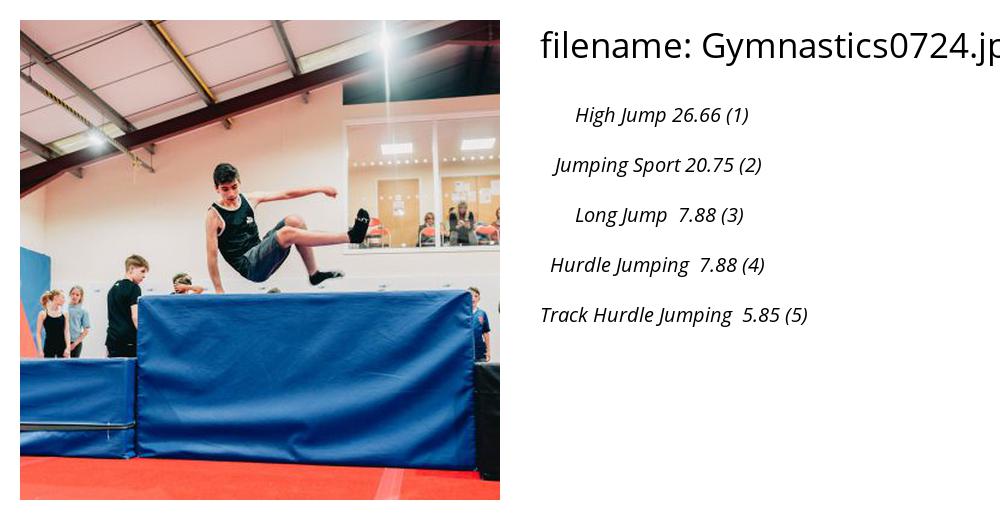 filename: Gymnastics0724.jp
High Jump 26.66 (1)
Jumping Sport 20.75 (2)
Long Jump 7.88 (3)
Hurdle Jumping 7.88 (4)
Track Hurdle Jumping 5.85 (5)